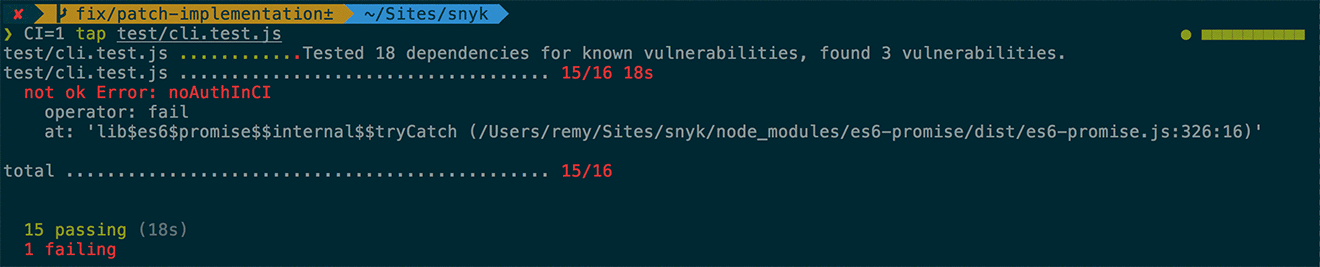 ✘ fix/patch-implementation± ~/Sites/snyk
❯ CI=1 tap test/cli.test.js
test/cli.test.js .............Tested 18 dependencies for known vulnerabilities, found 3 vulnerabilities.
test/cli.test.js .................................... 15/16 18s
not ok Error: noAuthInCI
operator: fail
at: 'lib$es6$promise$$internal$$tryCatch (/Users/remy/Sites/snyk/node_modules/es6-promise/dist/es6-promise.js:326:16)'
total ............................................... 15/16
15 passing (18s)
1 failing